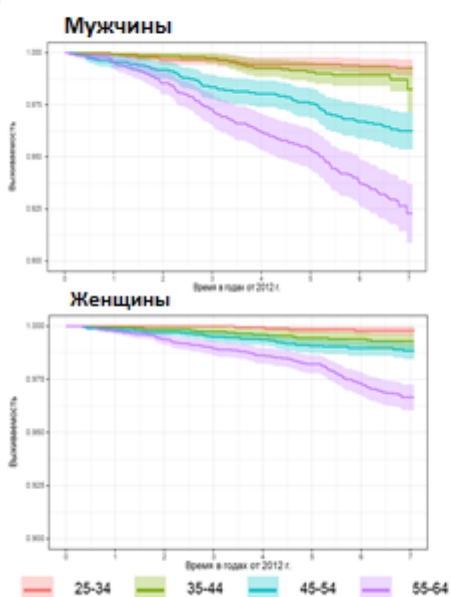 Мужчины
1.000
0.975
0.950
0.925
0.900
Выживаемость
0 1 2 3 4 5 6 7
Время в годах от 2012 г.
Женщины
1.000
0.975
0.950
0.925
0.900
Выживаемость
0 1 2 3 4 5 6 7
Время в годах от 2012 г.
25-34 35-44 45-54 55-64